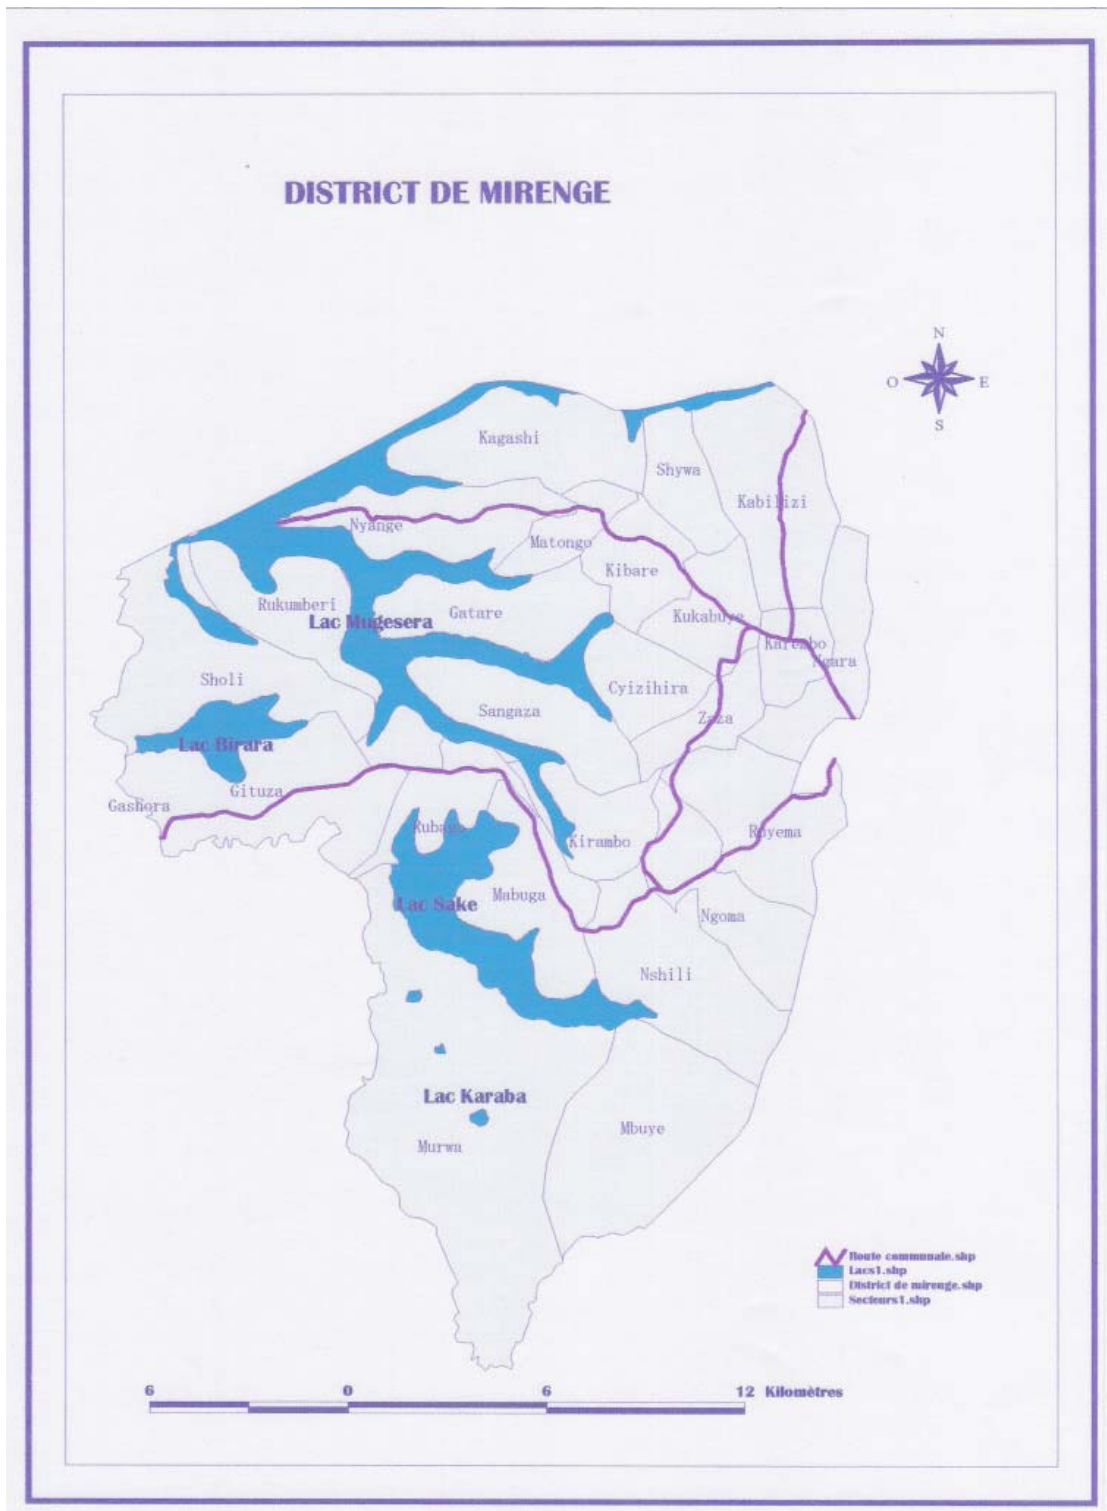 DISTRICT DE MIRENGE
N
O
E
S
Kagashi
Shywa
Kabilizi
Nyange
Matongo
Kibare
Rukumberi
Gatare
Kukabuye
Lac Mugesera
Karembo
Ngara
Sholi
Cyizihira
Sangaza
Zaza
Lac Birara
Gituza
Gashora
Rubago
Kirambo
Ruyema
Mabuga
Lac Sake
Ngoma
Nshili
Lac Karaba
Mbuye
Murwa
Route communale.shp
Lacs1.shp
District de mirenge.shp
Secteurs1.shp
6 0 6 12 Kilomètres